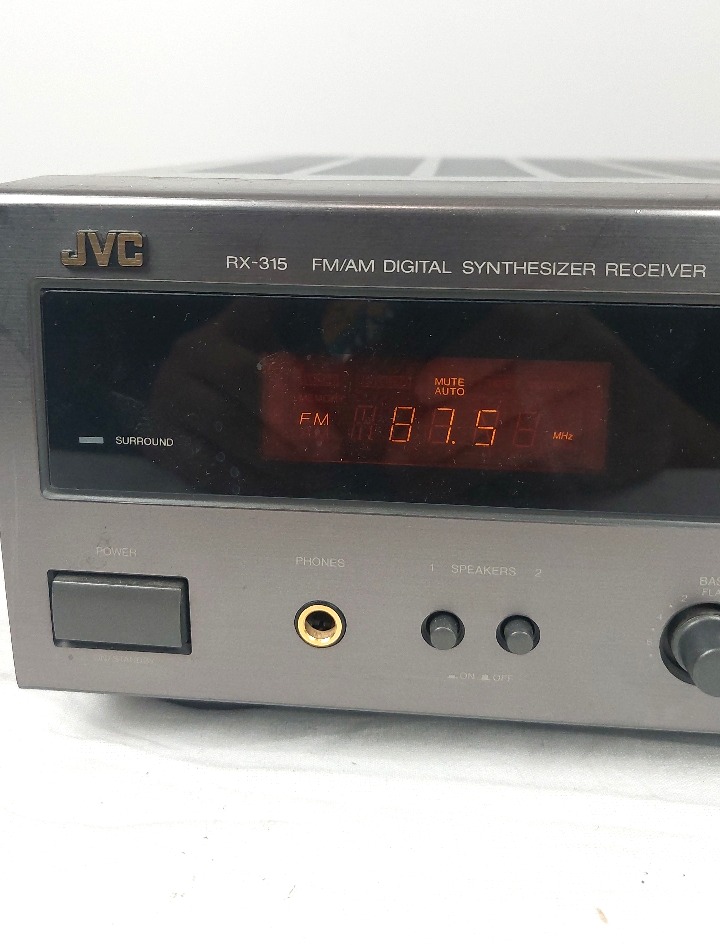 JVC
RX-315 FM/AM DIGITAL SYNTHESIZER RECEIVER
MUTE
AUTO
FM 87.5 MHz
SURROUND
POWER
PHONES
1 SPEAKERS 2
ON OFF
2